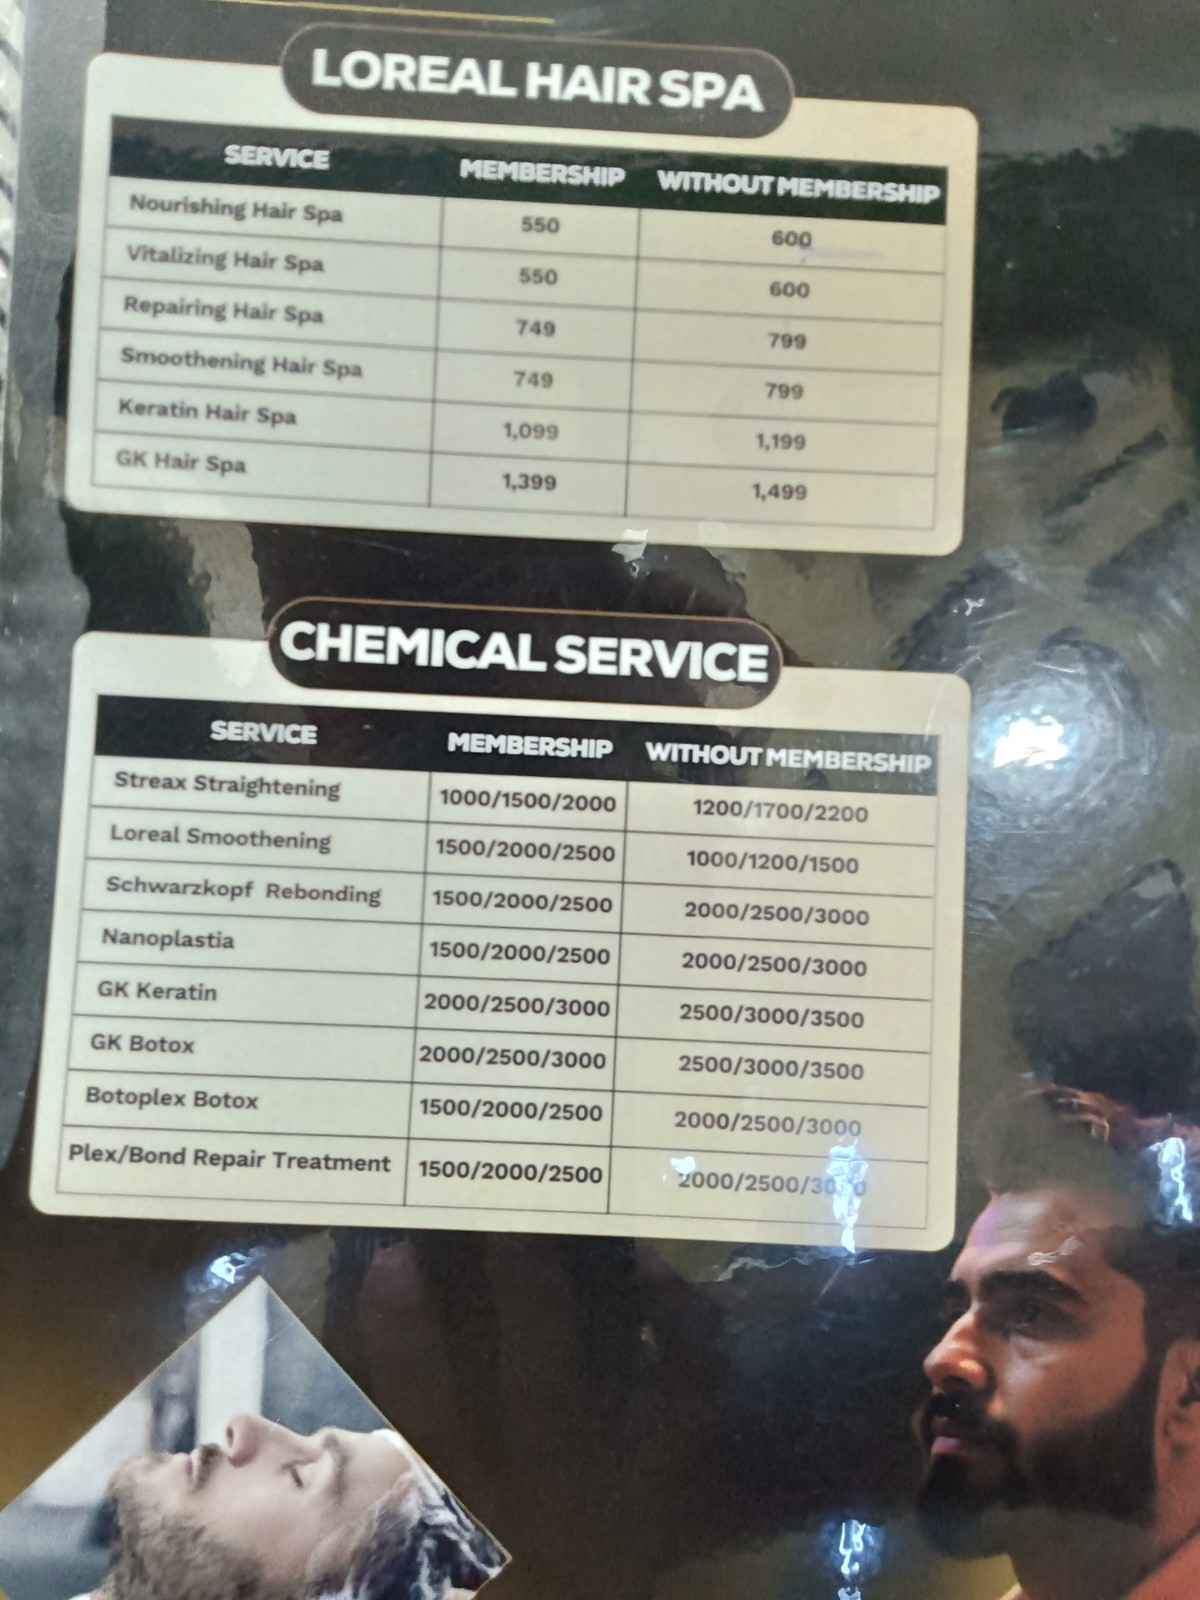 LOREAL HAIR SPA
SERVICE MEMBERSHIP WITHOUT MEMBERSHIP
Nourishing Hair Spa 550 600
Vitalizing Hair Spa 550 600
Repairing Hair Spa 749 799
Smoothening Hair Spa 749 799
Keratin Hair Spa 1,099 1,199
GK Hair Spa 1,399 1,499
CHEMICAL SERVICE
SERVICE MEMBERSHIP WITHOUT MEMBERSHIP
Streax Straightening 1000/1500/2000 1200/1700/2200
Loreal Smoothening 1500/2000/2500 1000/1200/1500
Schwarzkopf Rebonding 1500/2000/2500 2000/2500/3000
Nanoplastia 1500/2000/2500 2000/2500/3000
GK Keratin 2000/2500/3000 2500/3000/3500
GK Botox 2000/2500/3000 2500/3000/3500
Botoplex Botox 1500/2000/2500 2000/2500/3000
Plex/Bond Repair Treatment 1500/2000/2500 2000/2500/3000